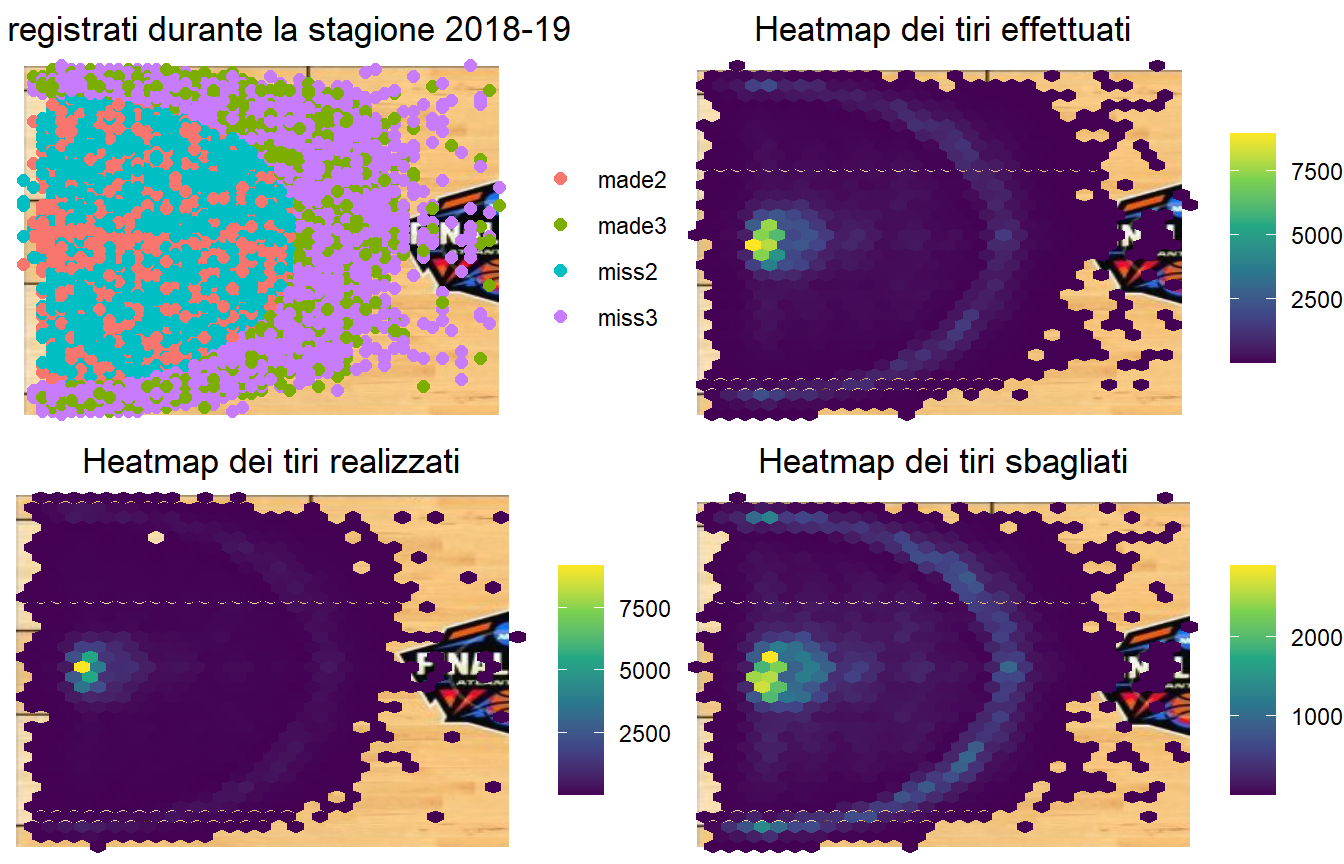 registrati durante la stagione 2018-19
made2
made3
miss2
miss3
Heatmap dei tiri effettuati
7500
5000
2500
Heatmap dei tiri realizzati
7500
5000
2500
ATLANT
Heatmap dei tiri sbagliati
2000
1000